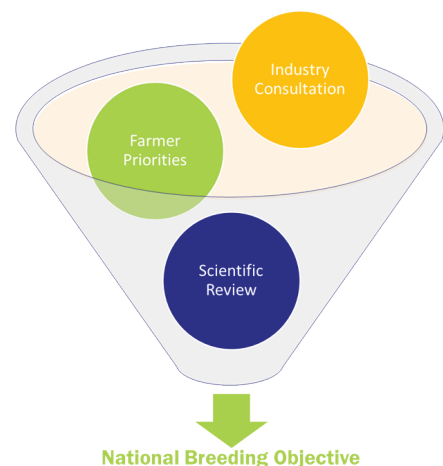 Industry
Consultation
Farmer
Priorities
Scientific
Review
National Breeding Objective